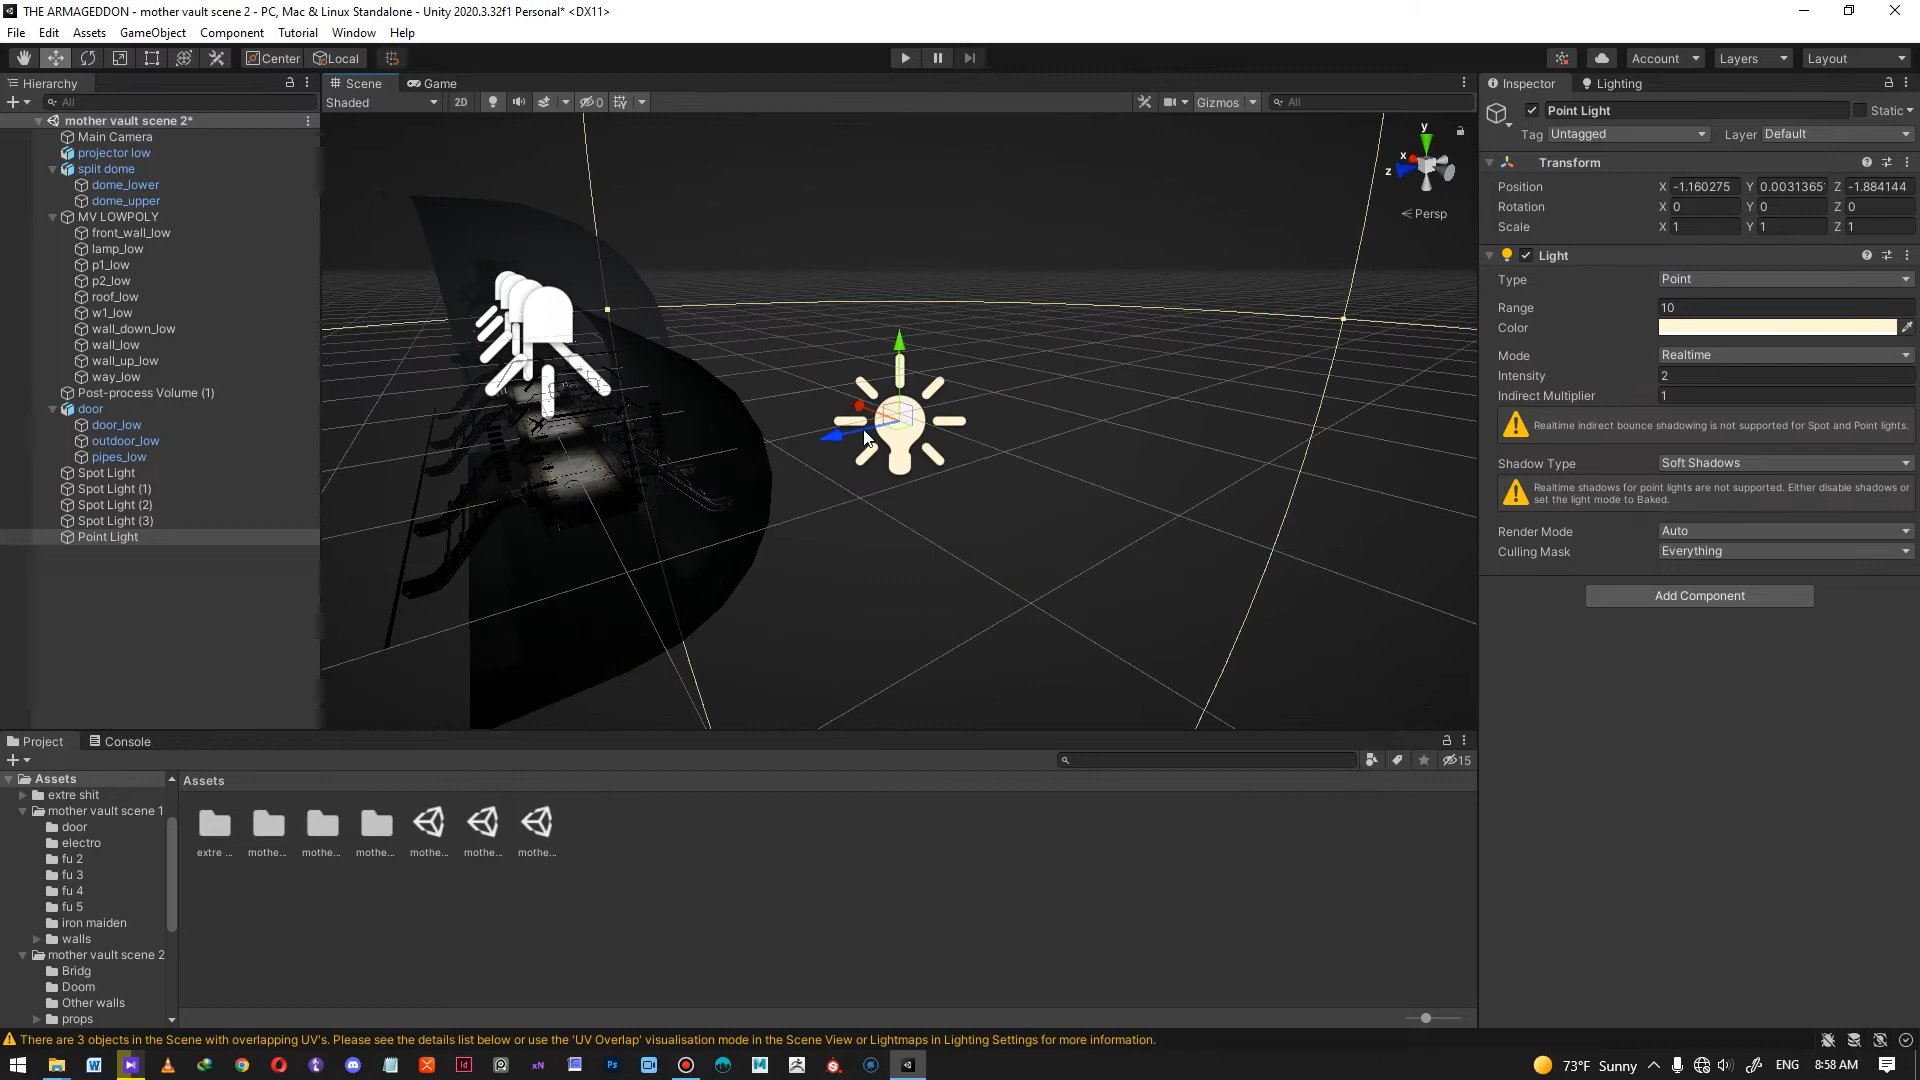 THE ARMAGEDDON - mother vault scene 2 - PC, Mac & Linux Standalone - Unity 2020.3.32f1 Personal* <DX11>
File Edit Assets GameObject Component Tutorial Window Help
Center Local Account Layers Layout
Hierarchy
All
mother vault scene 2*
Main Camera
projector low
split dome
dome_lower
dome_upper
MV LOWPOLY
front_wall_low
lamp_low
p1_low
p2_low
roof_low
w1_low
wall_down_low
wall_low
wall_up_low
way_low
Post-process Volume (1)
door
door_low
outdoor_low
pipes_low
Spot Light
Spot Light (1)
Spot Light (2)
Spot Light (3)
Point Light
Scene Game
Shaded 2D 0 Gizmos All
y
x
z
Persp
Inspector Lighting
Point Light Static
Tag Untagged Layer Default
Transform
Position X -1.160275 Y 0.0031365 Z -1.884144
Rotation X 0 Y 0 Z 0
Scale X 1 Y 1 Z 1
Light
Type Point
Range 10
Color
Mode Realtime
Intensity 2
Indirect Multiplier 1
Realtime indirect bounce shadowing is not supported for Spot and Point lights.
Shadow Type Soft Shadows
Realtime shadows for point lights are not supported. Either disable shadows or
set the light mode to Baked.
Render Mode Auto
Culling Mask Everything
Add Component
Project Console
15
Assets
extre shit
mother vault scene 1
door
electro
fu 2
fu 3
fu 4
fu 5
iron maiden
walls
mother vault scene 2
Bridg
Doom
Other walls
props
Assets
extre ... mothe... mothe... mothe... mothe... mothe... mothe...
There are 3 objects in the Scene with overlapping UV's. Please see the details list below or use the 'UV Overlap' visualisation mode in the Scene View or Lightmaps in Lighting Settings for more information.
73°F Sunny ENG 8:58 AM